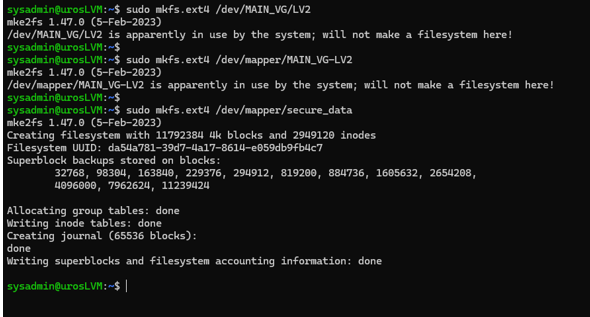 sysadmin@urosLVM:~$ sudo mkfs.ext4 /dev/MAIN_VG/LV2
mke2fs 1.47.0 (5-Feb-2023)
/dev/MAIN_VG/LV2 is apparently in use by the system; will not make a filesystem here!
sysadmin@urosLVM:~$
sysadmin@urosLVM:~$ sudo mkfs.ext4 /dev/mapper/MAIN_VG-LV2
mke2fs 1.47.0 (5-Feb-2023)
/dev/mapper/MAIN_VG-LV2 is apparently in use by the system; will not make a filesystem here!
sysadmin@urosLVM:~$
sysadmin@urosLVM:~$ sudo mkfs.ext4 /dev/mapper/secure_data
mke2fs 1.47.0 (5-Feb-2023)
Creating filesystem with 11792384 4k blocks and 2949120 inodes
Filesystem UUID: da54a781-39d7-4a17-8614-e059db9fb4c7
Superblock backups stored on blocks:
        32768, 98304, 163840, 229376, 294912, 819200, 884736, 1605632, 2654208,
        4096000, 7962624, 11239424

Allocating group tables: done
Writing inode tables: done
Creating journal (65536 blocks):
done
Writing superblocks and filesystem accounting information: done

sysadmin@urosLVM:~$